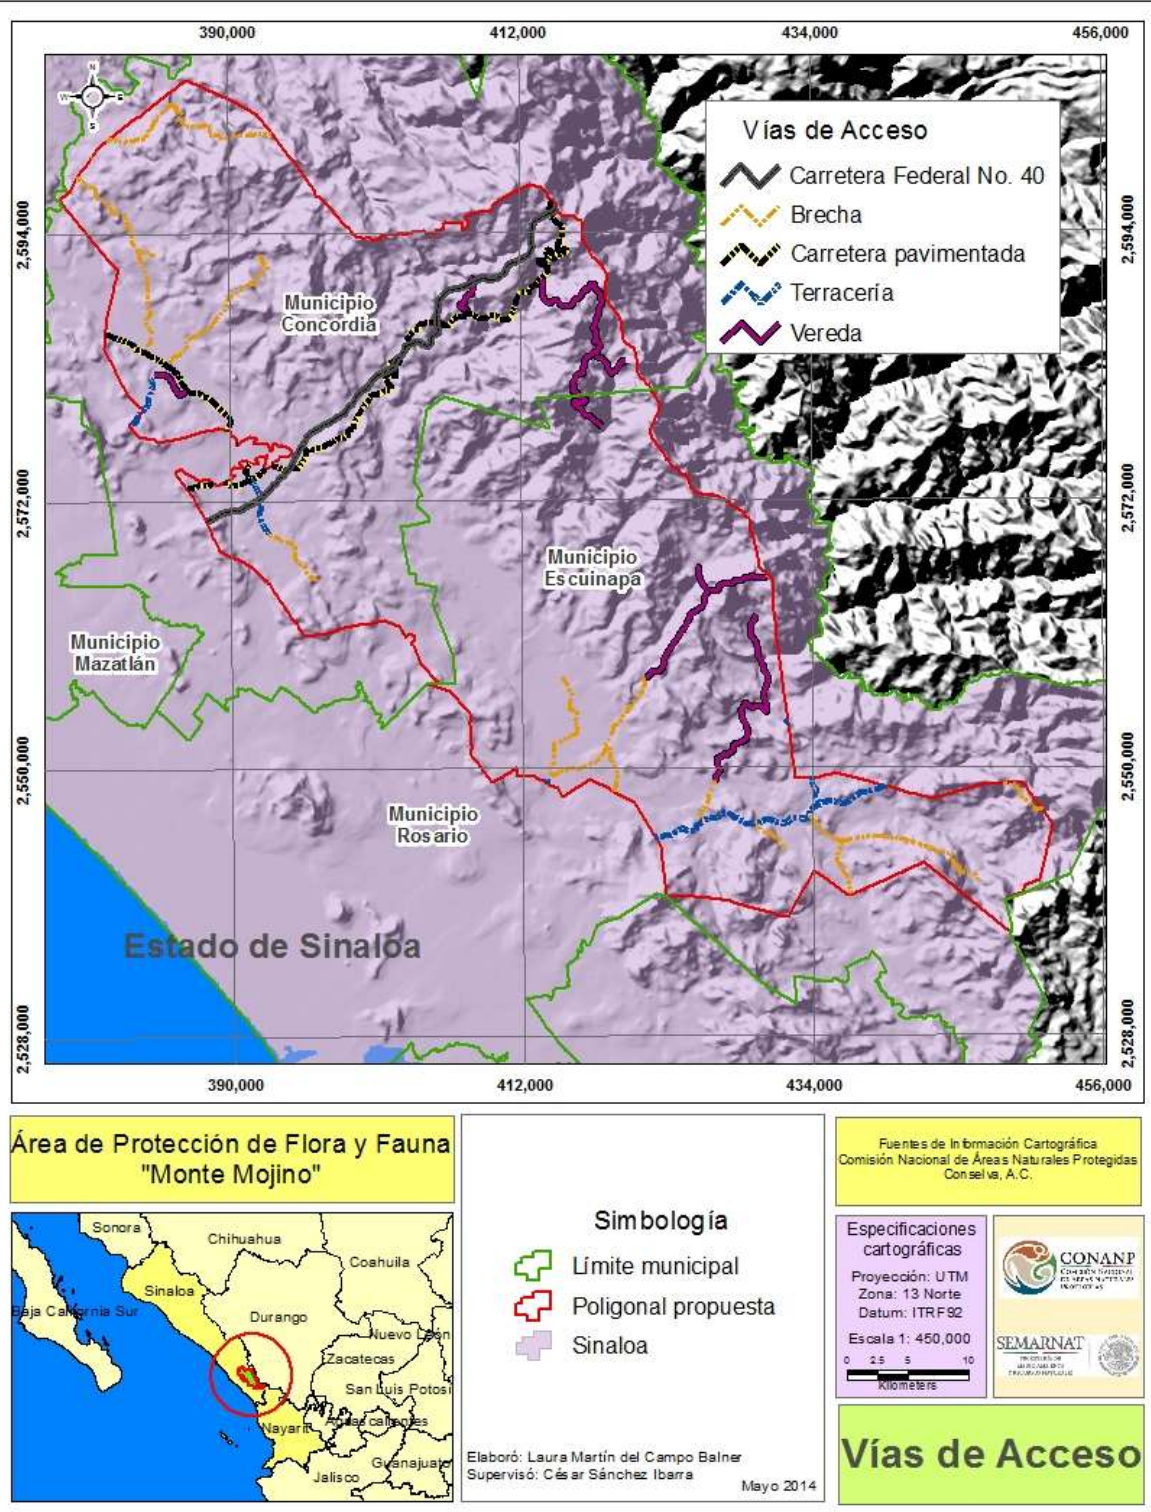 390,000 412,000 434,000 456,000
N
W E
S
Vías de Acceso
Carretera Federal No. 40
Brecha
Carretera pavimentada
Terracería
Vereda
2,594,000
2,594,000
Municipio
Concordia
2,572,000
2,572,000
Municipio
Escuinapa
Municipio
Mazatlán
2,550,000
2,550,000
Municipio
Rosario
Estado de Sinaloa
2,528,000
2,528,000
390,000 412,000 434,000 456,000
Área de Protección de Flora y Fauna
"Monte Mojino"
Sonora
Chihuahua
Coahuila
Sinaloa
Baja California Sur
Durango
Nuevo León
Zacatecas
San Luis Potosí
Nayarit
Aguascalientes
Guanajuato
Jalisco
Simbología
Límite municipal
Poligonal propuesta
Sinaloa
Elaboró: Laura Martín del Campo Balner
Supervisó: César Sánchez Ibarra
Mayo 2014
Fuentes de Información Cartográfica
Comisión Nacional de Áreas Naturales Protegidas
Conselva, A.C.
Especificaciones
cartográficas
Proyección: UTM
Zona: 13 Norte
Datum: ITRF92
Escala 1: 450,000
0 2.5 5 10
Kilometers
CONANP
COMISIÓN NACIONAL
DE ÁREAS NATURALES
PROTEGIDAS
SEMARNAT
Vías de Acceso